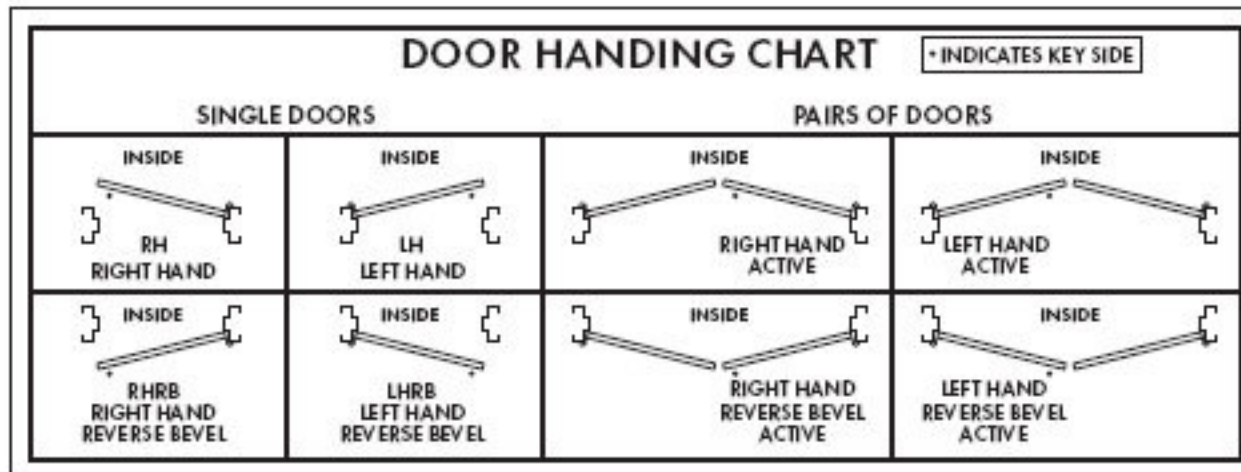 DOOR HANDING CHART
• INDICATES KEY SIDE
SINGLE DOORS
PAIRS OF DOORS
INSIDE
RH
RIGHT HAND
INSIDE
LH
LEFT HAND
INSIDE
RIGHT HAND
ACTIVE
INSIDE
LEFT HAND
ACTIVE
INSIDE
RHRB
RIGHT HAND
REVERSE BEVEL
INSIDE
LHRB
LEFT HAND
REVERSE BEVEL
INSIDE
RIGHT HAND
REVERSE BEVEL
ACTIVE
INSIDE
LEFT HAND
REVERSE BEVEL
ACTIVE